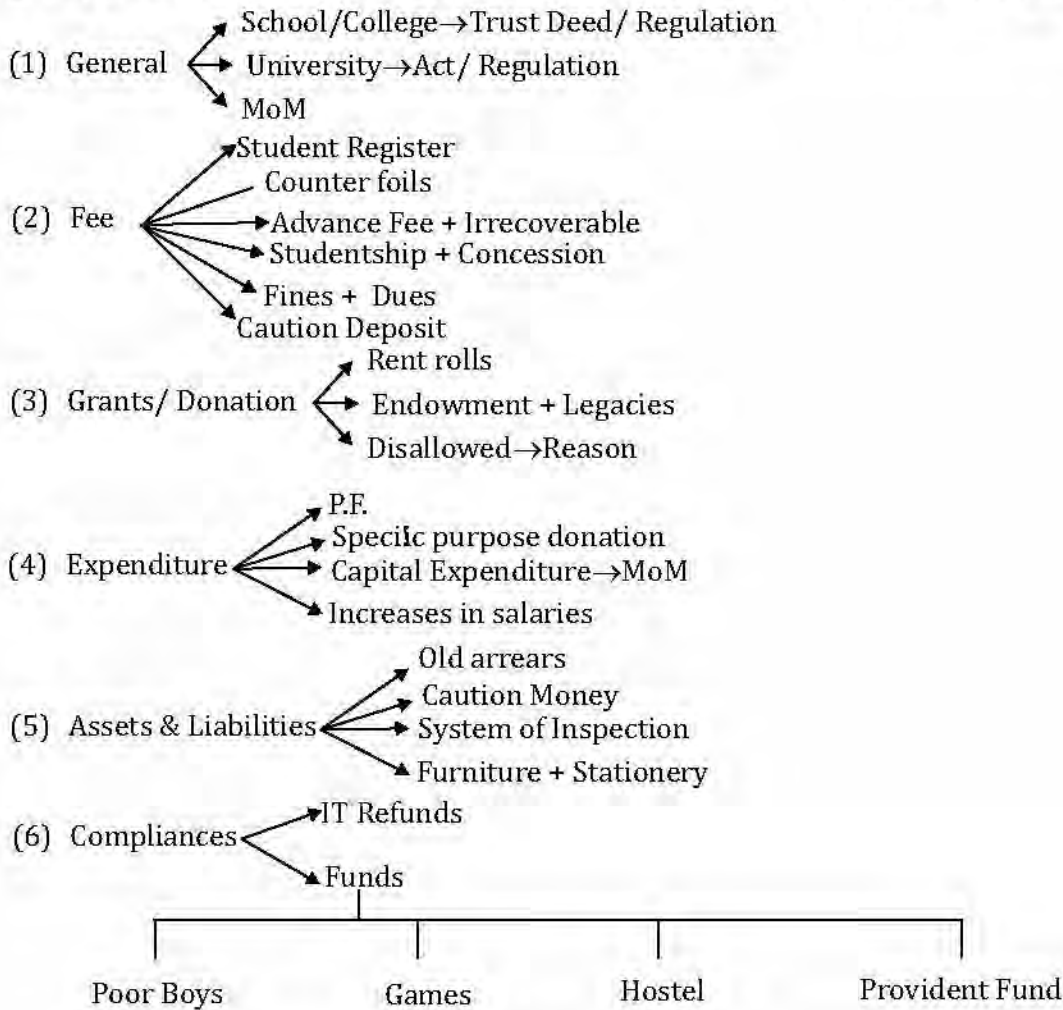 School/College→Trust Deed/ Regulation
(1) General
University→Act/ Regulation
MoM
Student Register
Counter foils
(2) Fee
Advance Fee + Irrecoverable
Studentship + Concession
Fines + Dues
Caution Deposit
Rent rolls
(3) Grants/ Donation
Endowment + Legacies
Disallowed→Reason
P.F.
Specific purpose donation
(4) Expenditure
Capital Expenditure→MoM
Increases in salaries
Old arrears
Caution Money
(5) Assets & Liabilities
System of Inspection
Furniture + Stationery
IT Refunds
(6) Compliances
Funds
Poor Boys Games Hostel Provident Fund